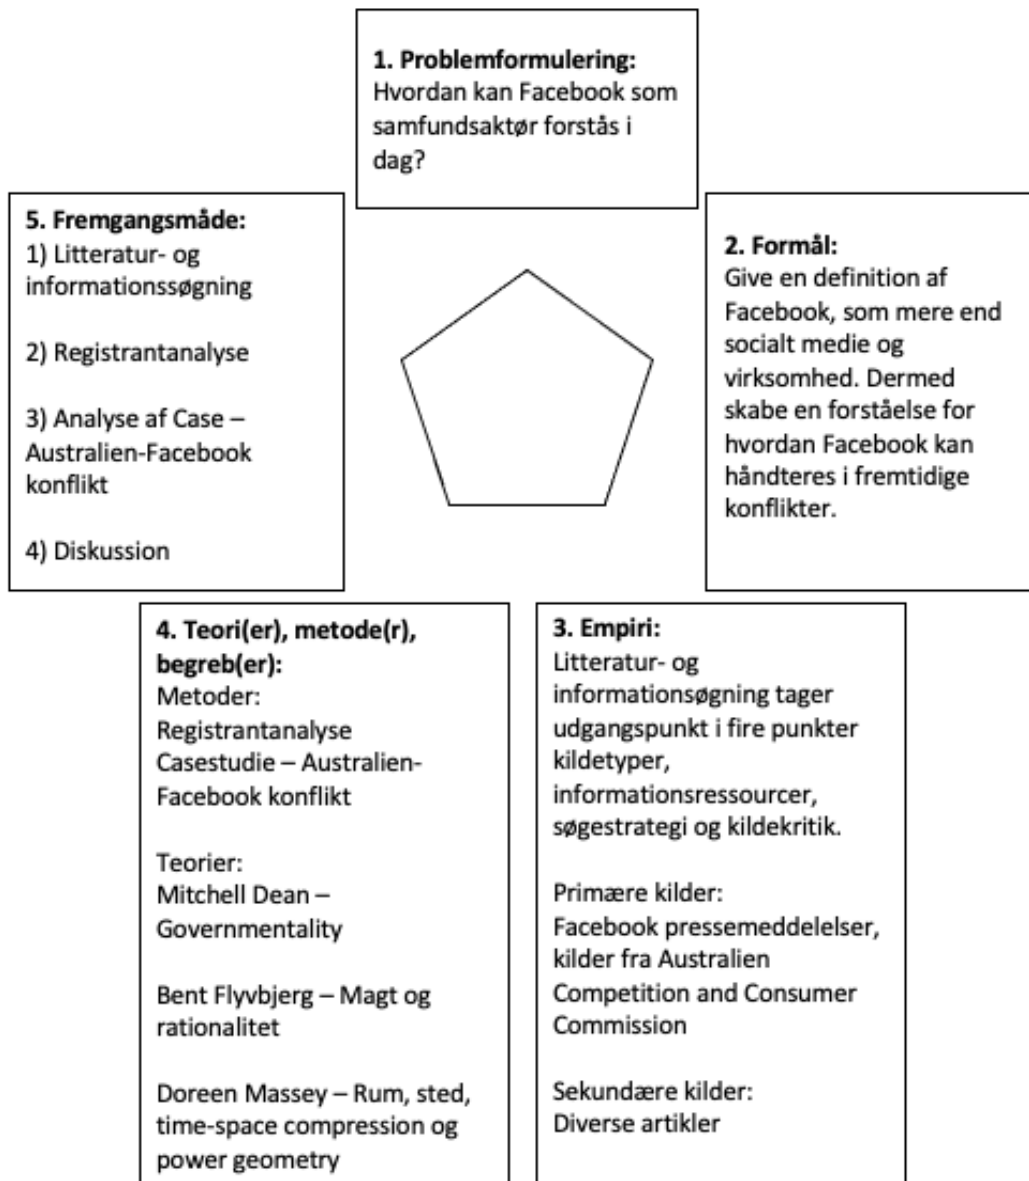 1. Problemformulering:
Hvordan kan Facebook som
samfundsaktør forstås i
dag?
2. Formål:
Give en definition af
Facebook, som mere end
socialt medie og
virksomhed. Dermed
skabe en forståelse for
hvordan Facebook kan
håndteres i fremtidige
konflikter.
3. Empiri:
Litteratur- og
informationsøgning tager
udgangspunkt i fire punkter
kildetyper,
informationsressourcer,
søgestrategi og kildekritik.
Primære kilder:
Facebook pressemeddelelser,
kilder fra Australien
Competition and Consumer
Commission
Sekundære kilder:
Diverse artikler
4. Teori(er), metode(r),
begreb(er):
Metoder:
Registrantanalyse
Casestudie – Australien-
Facebook konflikt
Teorier:
Mitchell Dean –
Governmentality
Bent Flyvbjerg – Magt og
rationalitet
Doreen Massey – Rum, sted,
time-space compression og
power geometry
5. Fremgangsmåde:
1) Litteratur- og
informationssøgning
2) Registrantanalyse
3) Analyse af Case –
Australien-Facebook
konflikt
4) Diskussion